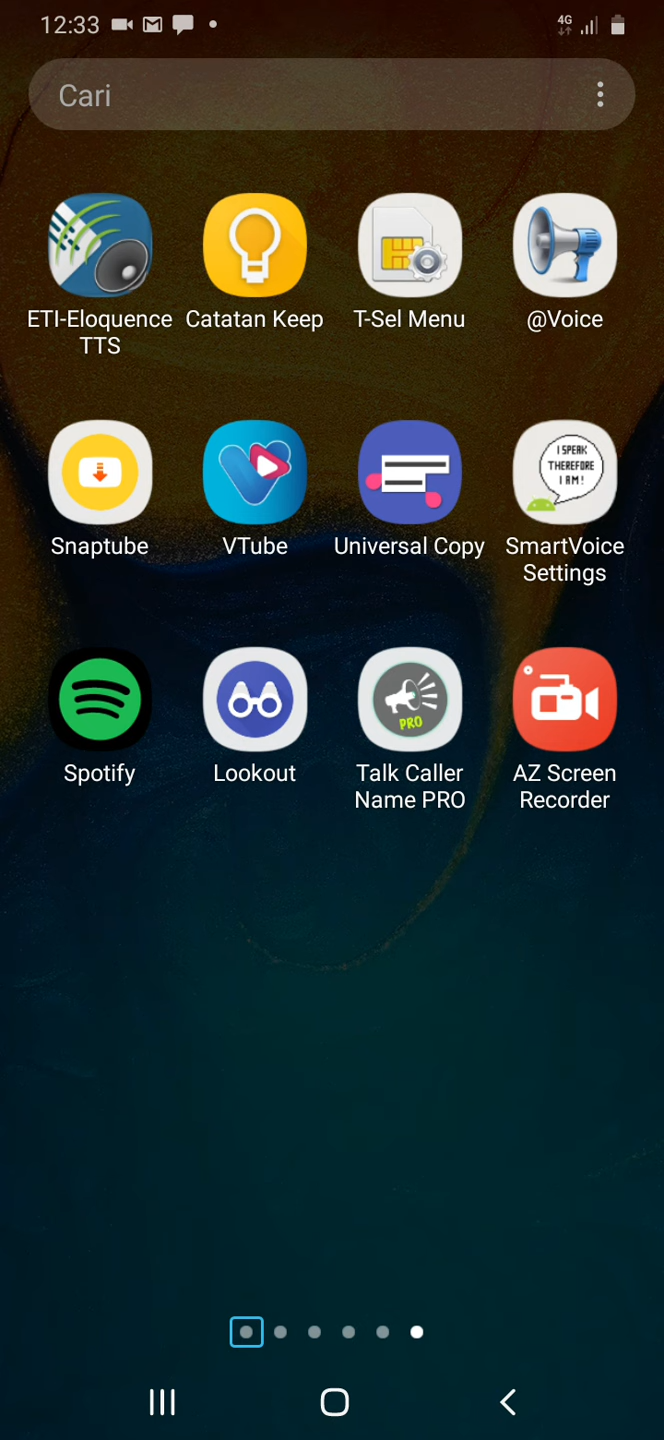 12:33
4G
Cari
ETI-Eloquence
TTS
Catatan Keep
T-Sel Menu
@Voice
Snaptube
VTube
Universal Copy
I SPEAK
THEREFORE
I AM!
SmartVoice
Settings
Spotify
Lookout
PRO
Talk Caller
Name PRO
AZ Screen
Recorder